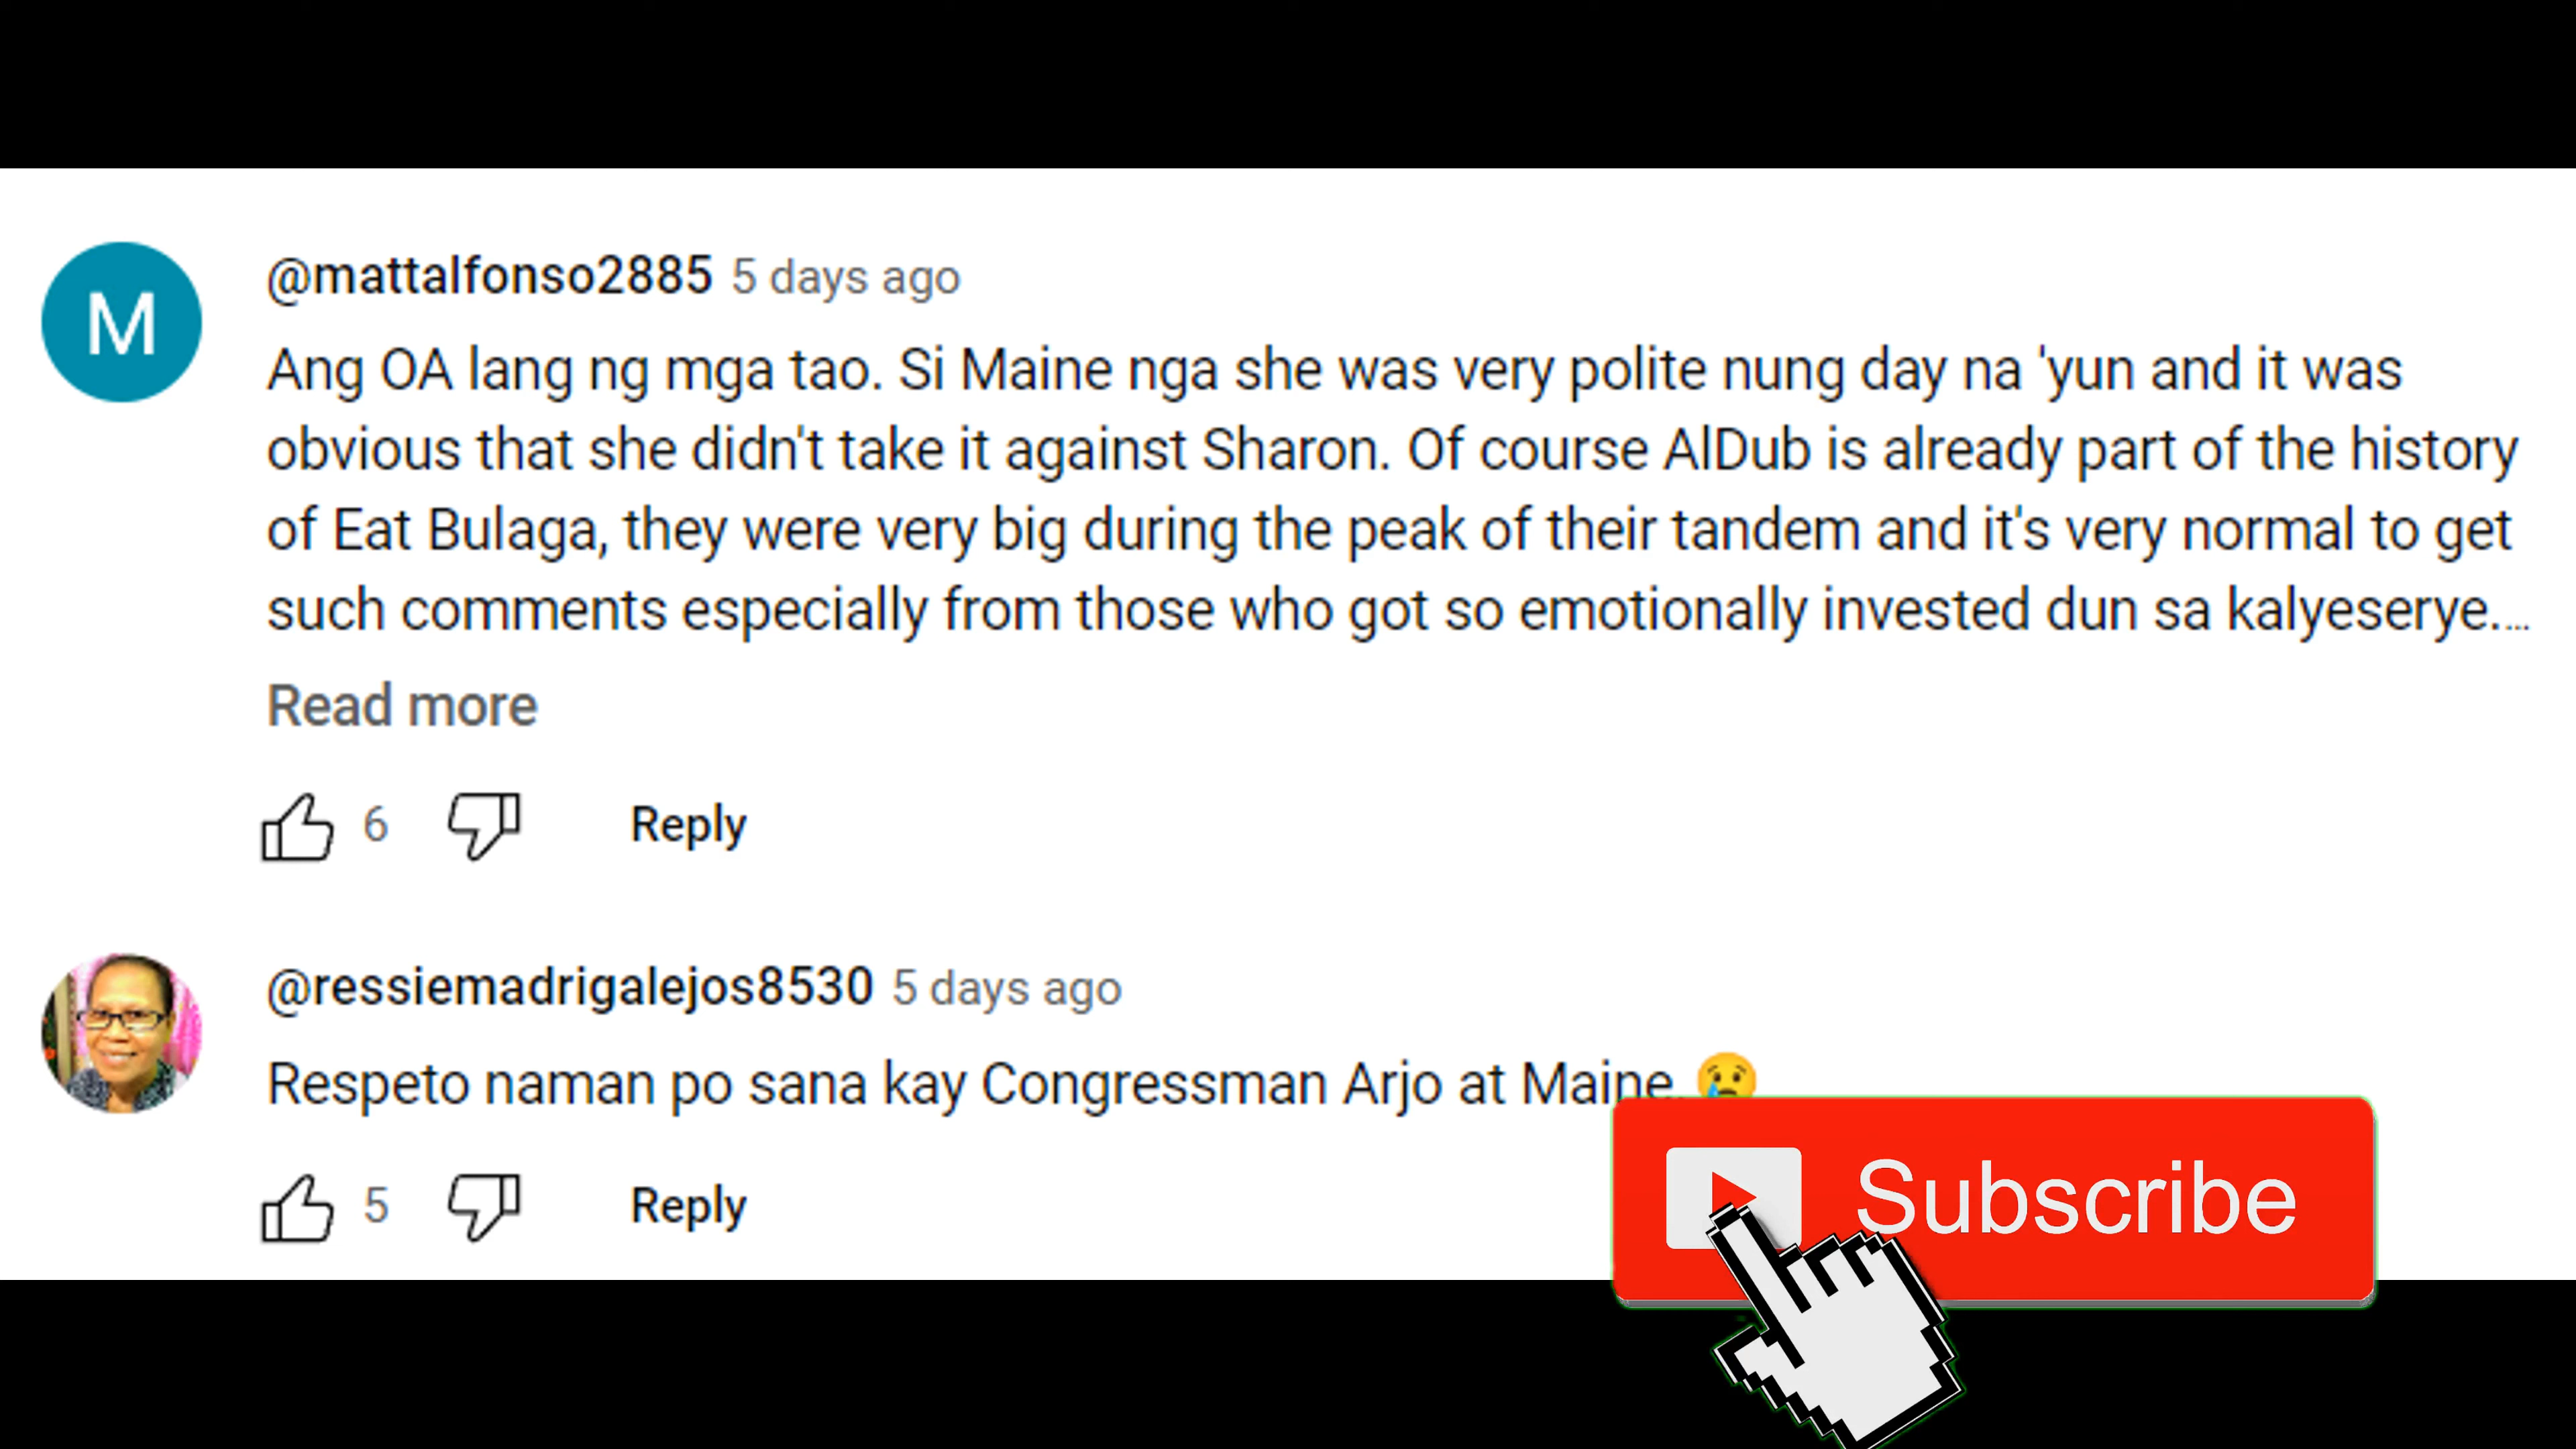 M
@mattalfonso2885 5 days ago
Ang OA lang ng mga tao. Si Maine nga she was very polite nung day na 'yun and it was
obvious that she didn't take it against Sharon. Of course AlDub is already part of the history
of Eat Bulaga, they were very big during the peak of their tandem and it's very normal to get
such comments especially from those who got so emotionally invested dun sa kalyeserye....
Read more
6 Reply
@ressiemadrigalejos8530 5 days ago
Respeto naman po sana kay Congressman Arjo at Maine. 😢
5 Reply
Subscribe